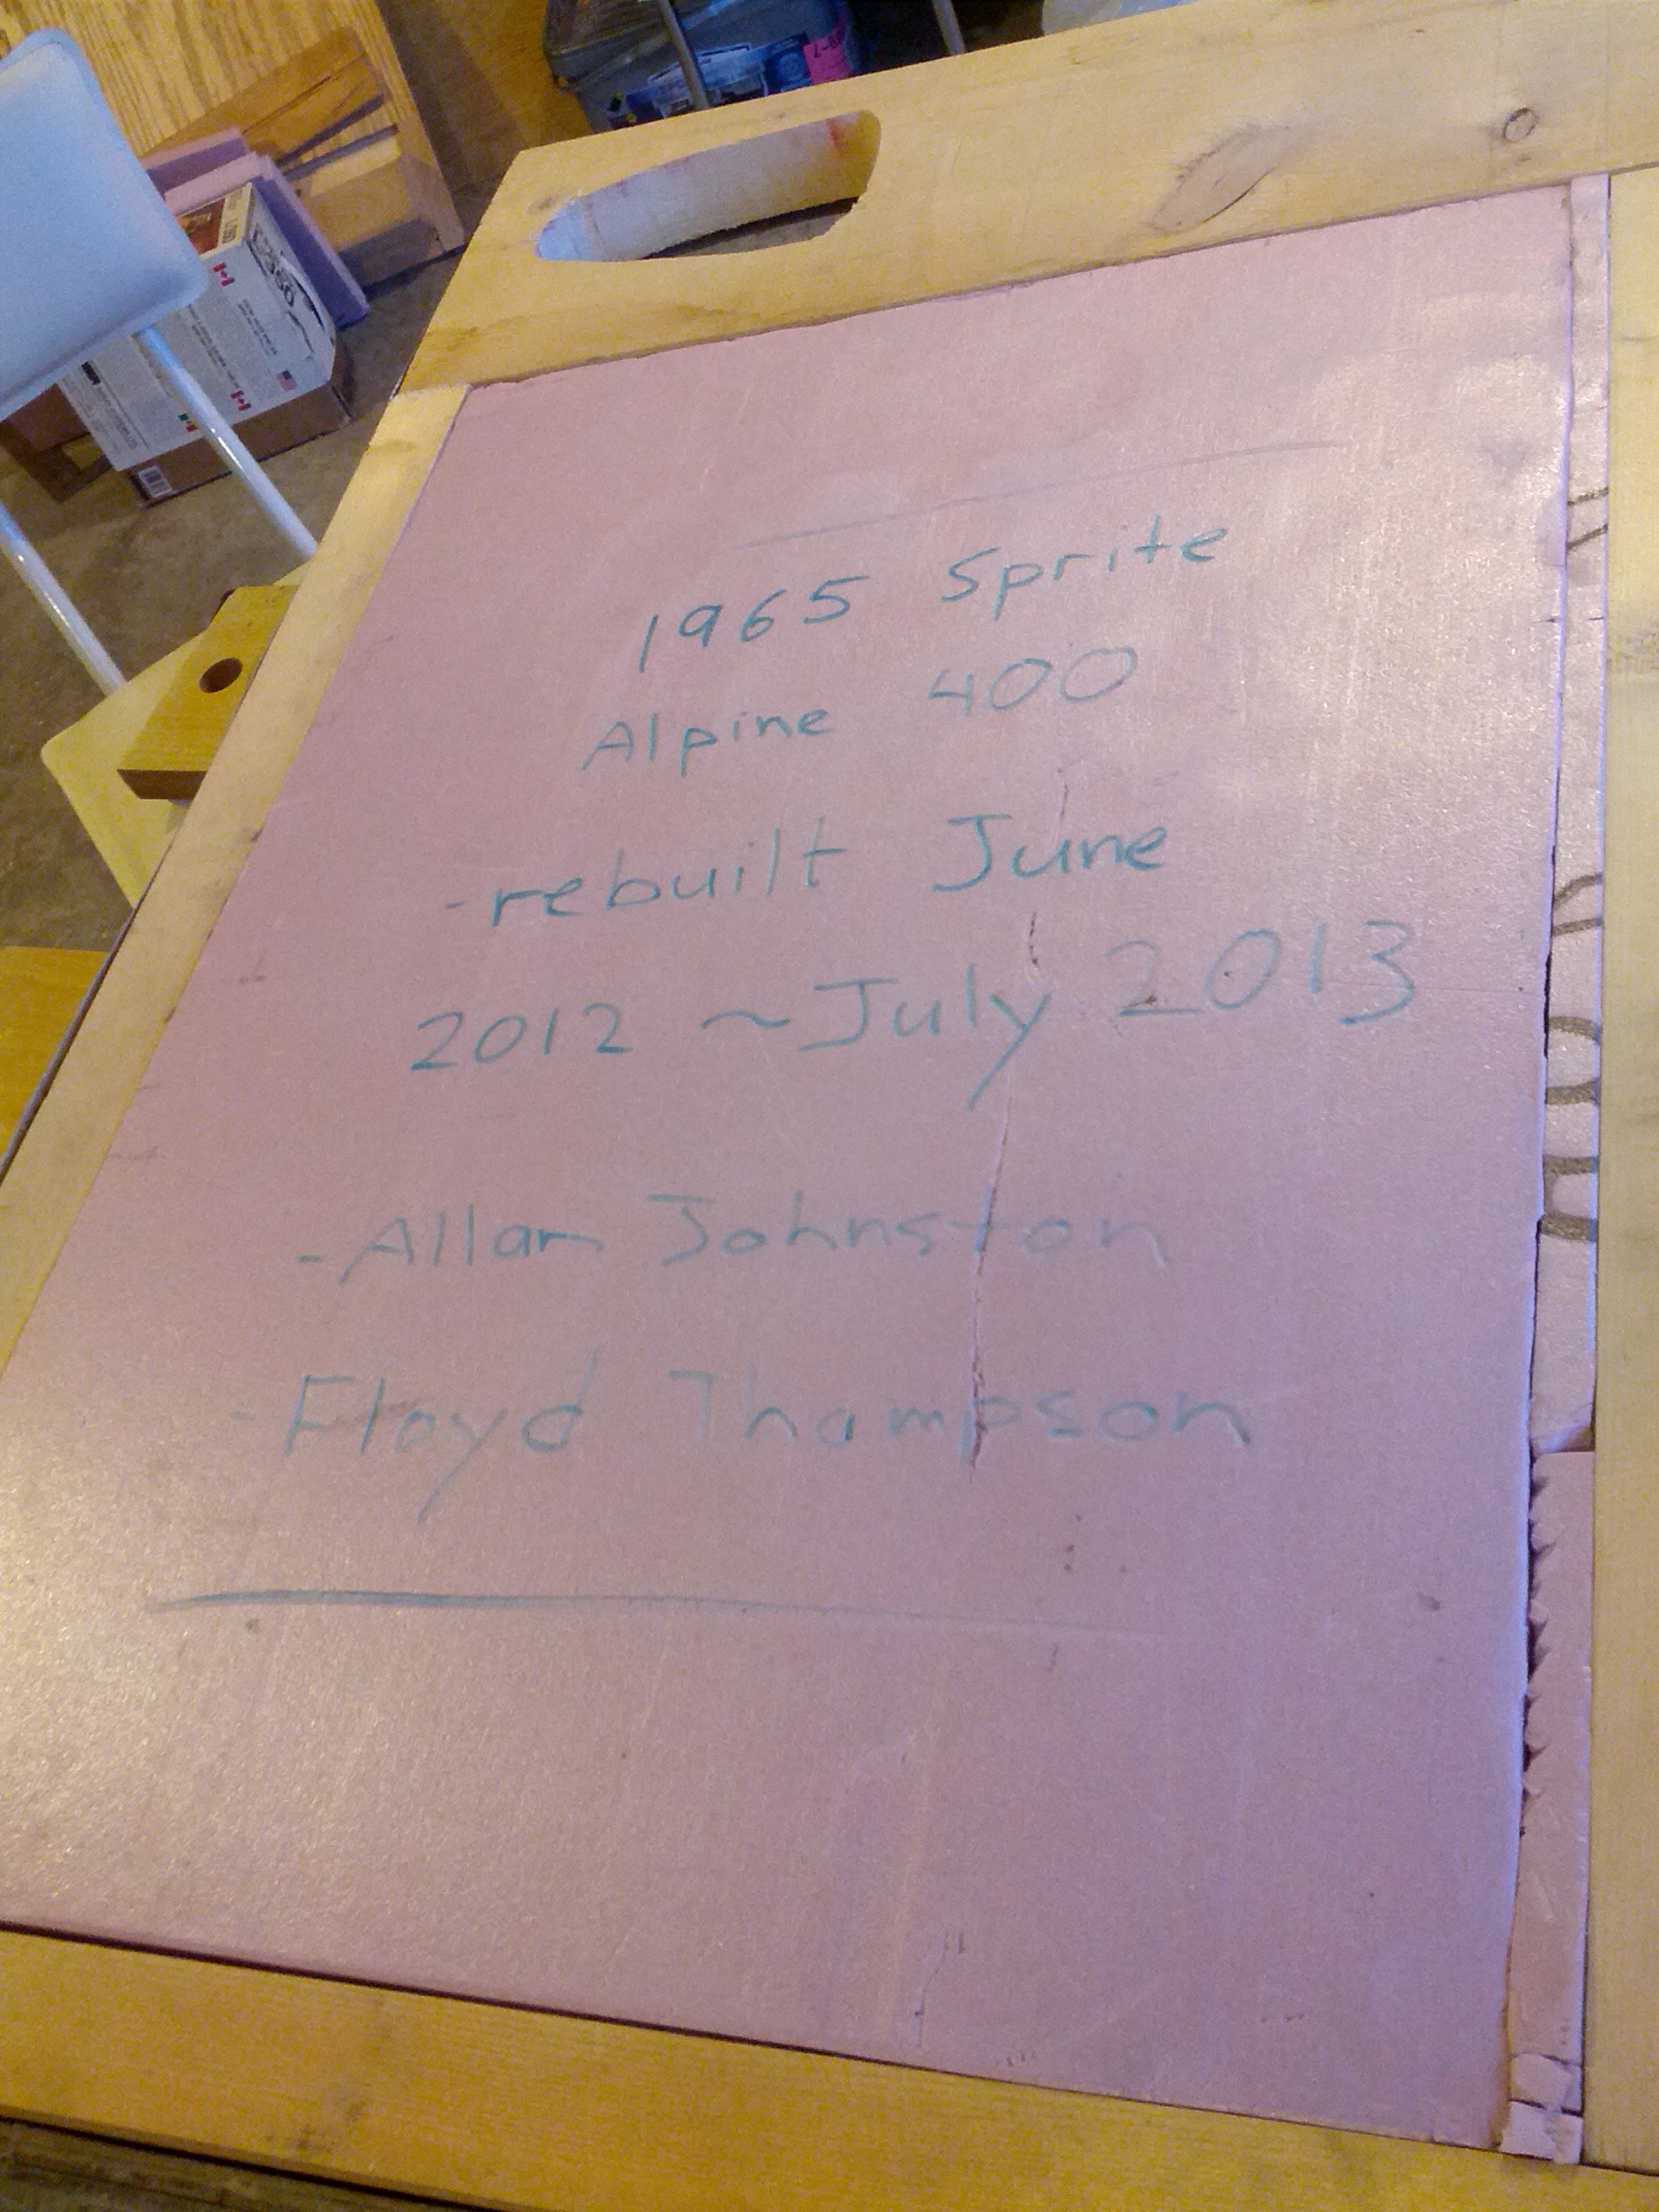 1965 Sprite
Alpine 400
-rebuilt June
2012 ~ July 2013
-Allan Johnston
-Floyd Thompson